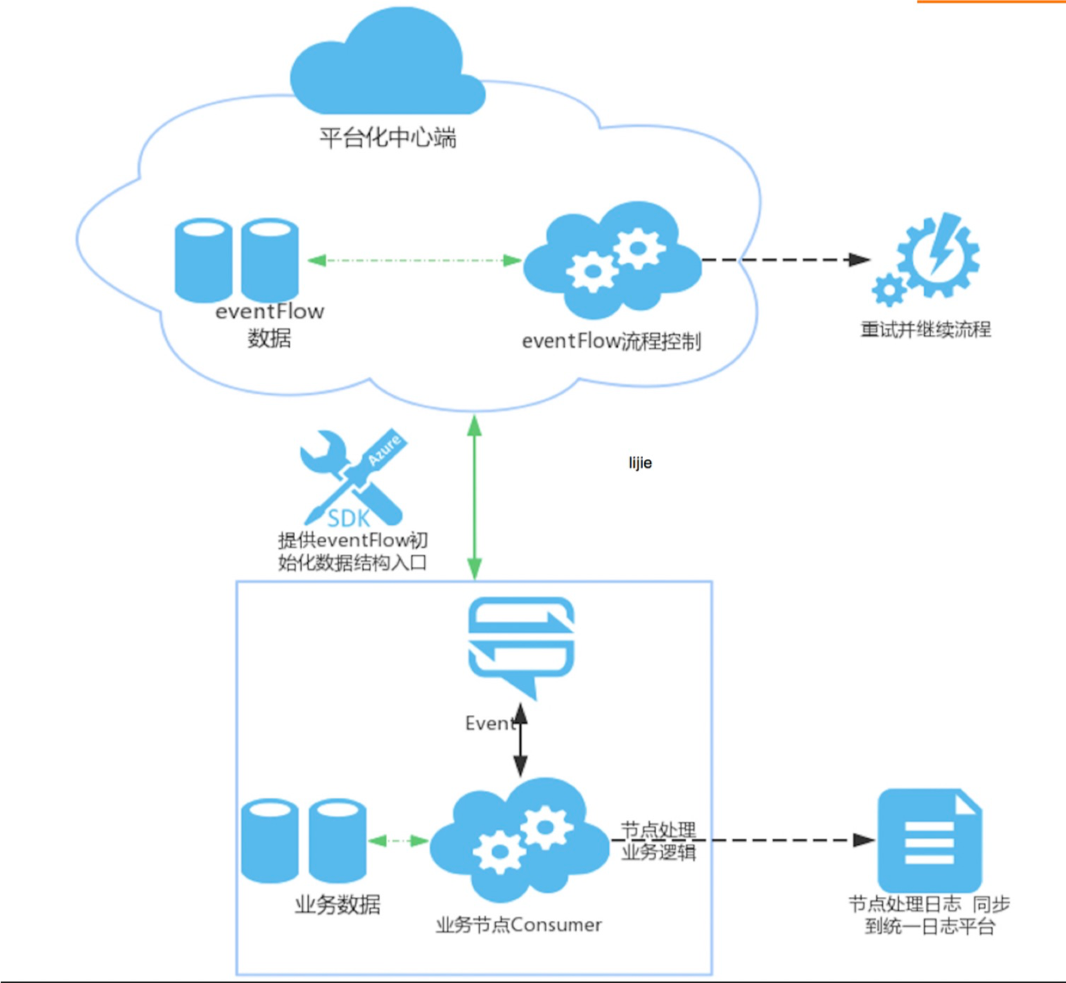 平台化中心端
eventFlow
数据
eventFlow流程控制
重试并继续流程
Azure
SDK
提供eventFlow初
始化数据结构入口
lijie
Event
节点处理
业务逻辑
业务数据
业务节点Consumer
节点处理日志 同步
到统一日志平台